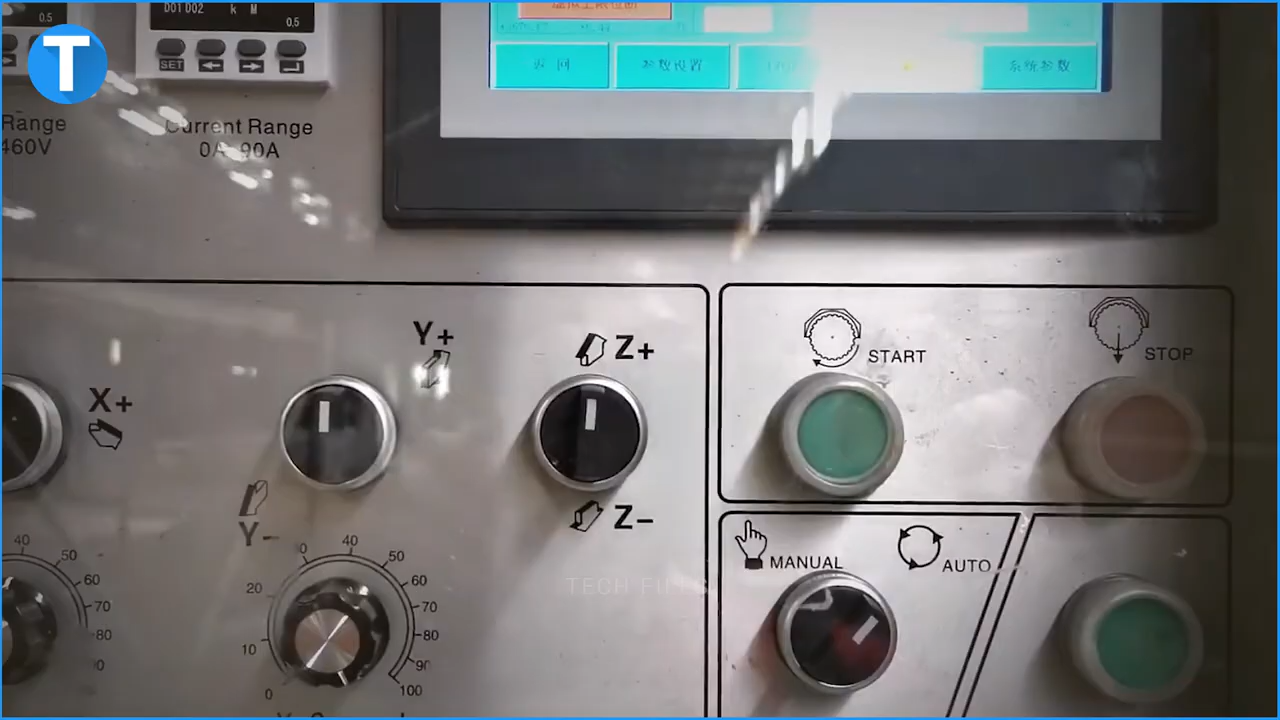 D01 D02 k M
0.5
0.5
SET
T
返回
参数设置
系统参数
Range
460V
Current Range
0A 90A
Y+
Z+
START
STOP
X+
Y-
Z-
MANUAL
AUTO
TECH FILLS
40
50
60
70
80
40
50
60
70
80
90
100
20
10
0